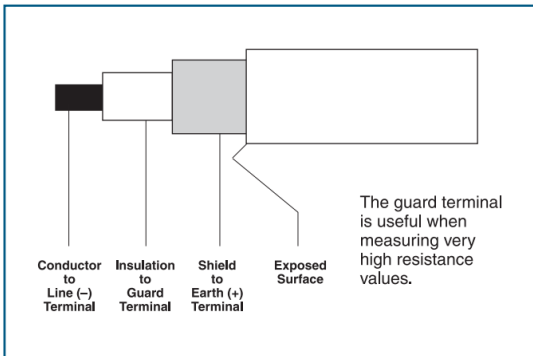 The guard terminal
is useful when
measuring very
high resistance
values.
Conductor
to
Line (–)
Terminal
Insulation
to
Guard
Terminal
Shield
to
Earth (+)
Terminal
Exposed
Surface